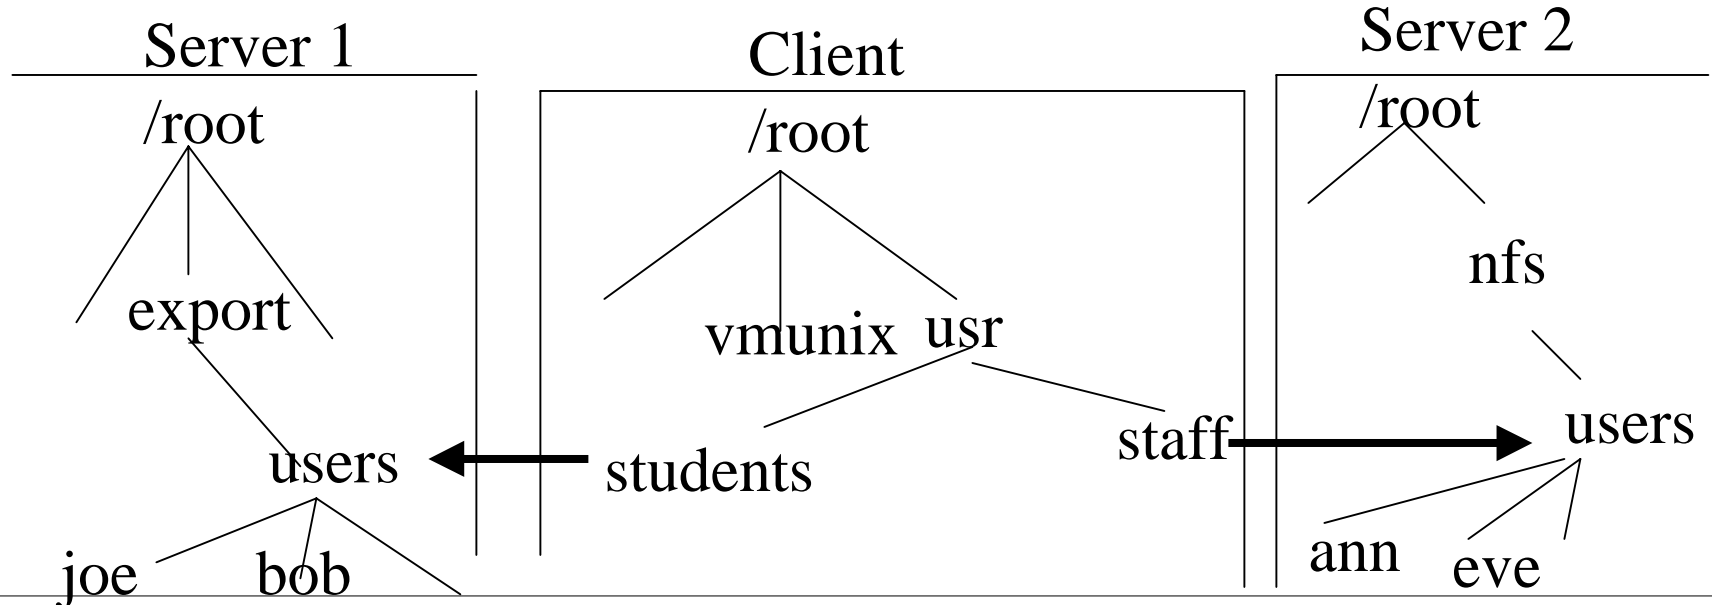 Server 1
/root
export
users
joe
bob
Client
/root
vmunix
usr
students
staff
Server 2
/root
nfs
users
ann
eve